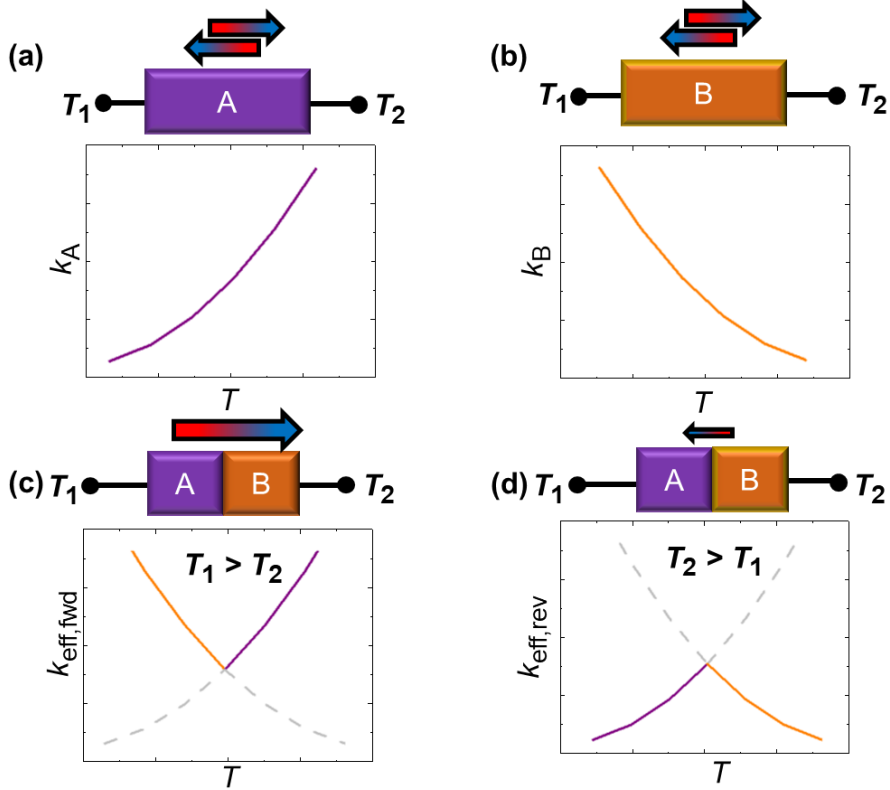 (a)
A
T1
T2
kA
T
(b)
B
T1
T2
kB
T
(c)
A
B
T1
T2
T1 > T2
keff,fwd
T
(d)
A
B
T1
T2
T2 > T1
keff,rev
T